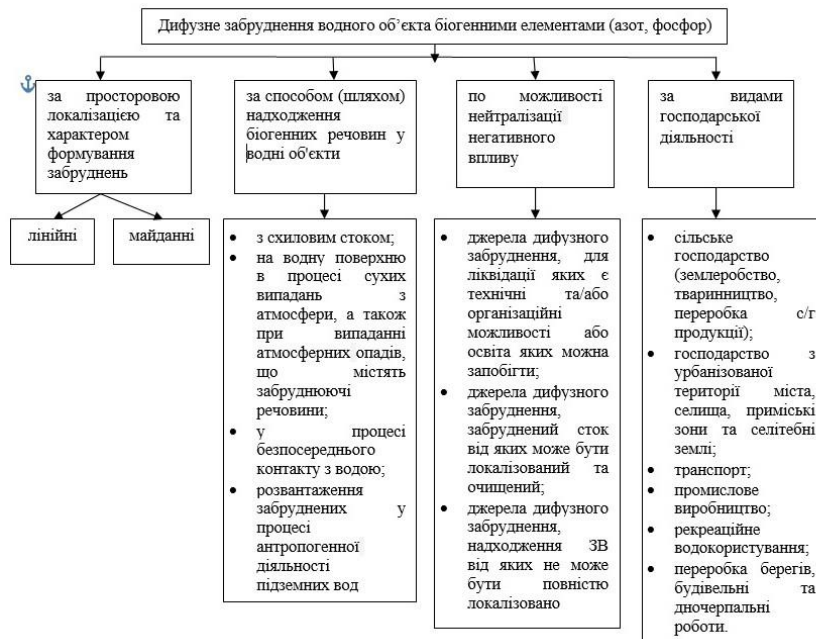 Дифузне забруднення водного об’єкта біогенними елементами (азот, фосфор)
за просторовою
локалізацією та
характером
формування
забруднень
за способом (шляхом)
надходження
біогенних речовин у
водні об'єкти
по можливості
нейтралізації
негативного
впливу
за видами
господарської
діяльності
лінійні
майданні
• з схиловим стоком;
• на водну поверхню
в процесі сухих
випадань з
атмосфери, а також
при випаданні
атмосферних опадів,
що містять
забруднюючі
речовини;
• у процесі
безпосереднього
контакту з водою;
• розвантаження
забруднених у
процесі
антропогенної
діяльності
підземних вод
• джерела дифузного
забруднення, для
ліквідації яких є
технічні та/або
організаційні
можливості або
освіта яких можна
запобігти;
• джерела дифузного
забруднення,
забруднений сток
від яких може бути
локалізований та
очищений;
• джерела дифузного
забруднення,
надходження ЗВ
від яких не може
бути повністю
локалізовано
• сільське
господарство
(землеробство,
тваринництво,
переробка с/г
продукції);
• господарство з
урбанізованої
території міста,
селища, приміські
зони та селітебні
землі;
• транспорт;
• промислове
виробництво;
• рекреаційне
водокористування;
• переробка берегів,
будівельні та
дночерпальні
роботи.